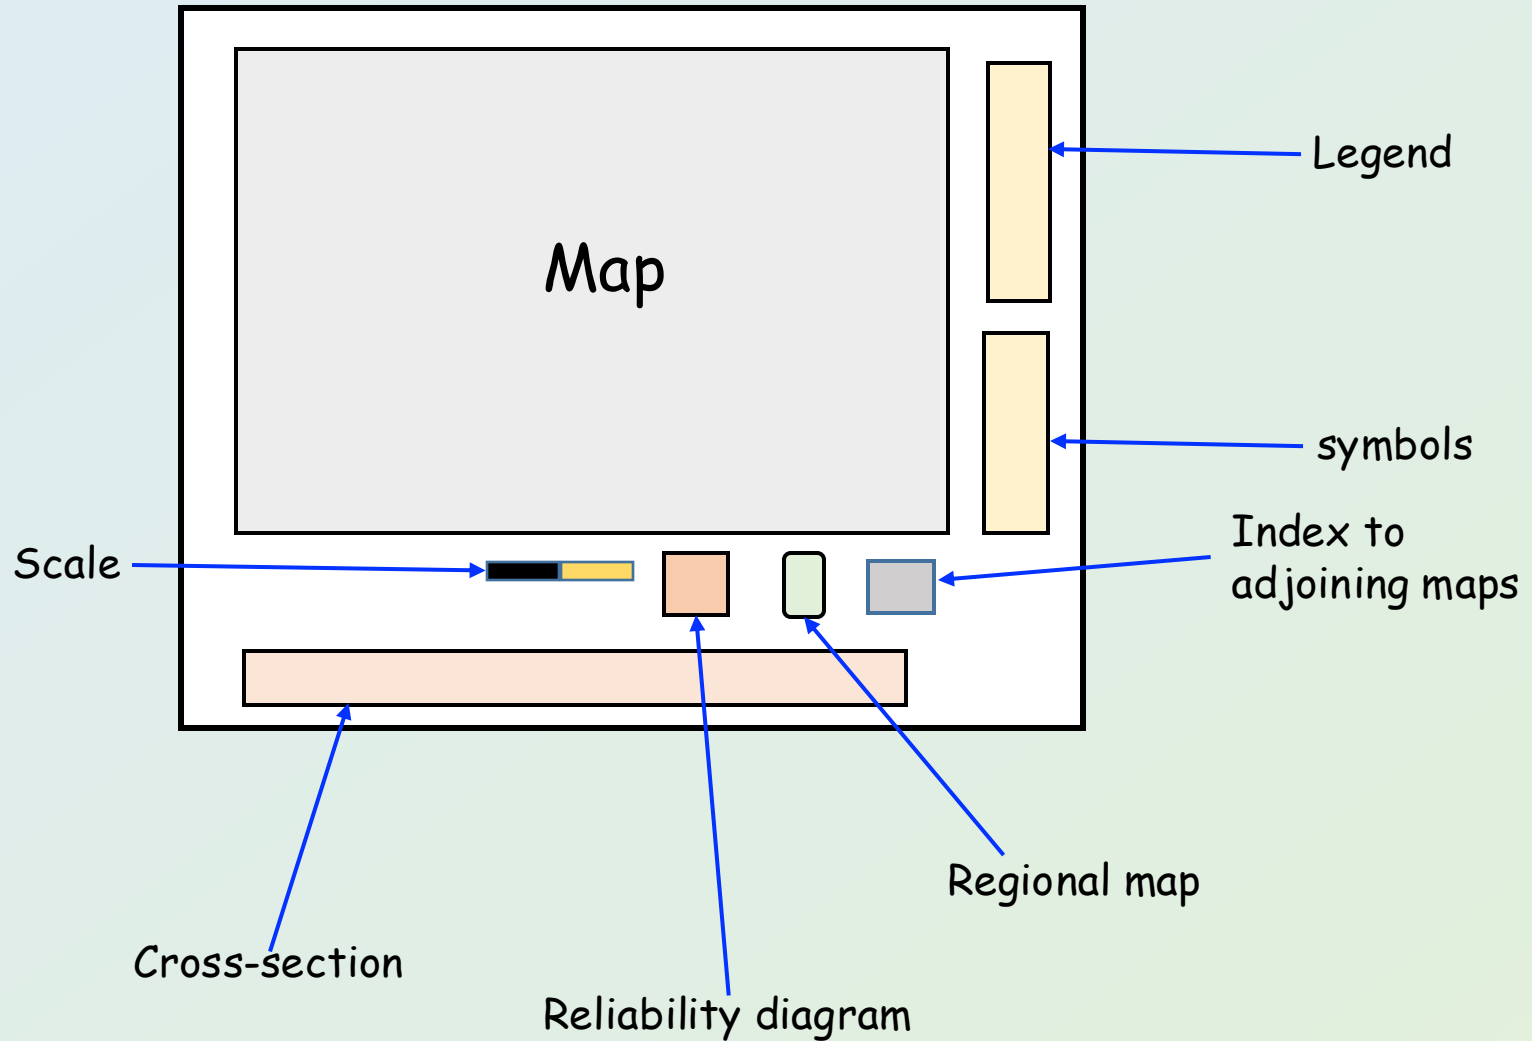 Legend
Map
symbols
Index to
adjoining maps
Scale
Regional map
Cross-section
Reliability diagram